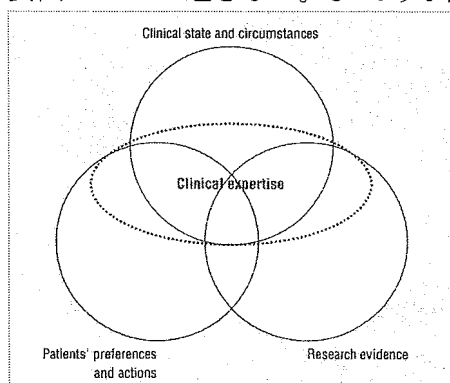 Clinical state and circumstances
Clinical expertise
Patients' preferences
and actions
Research evidence